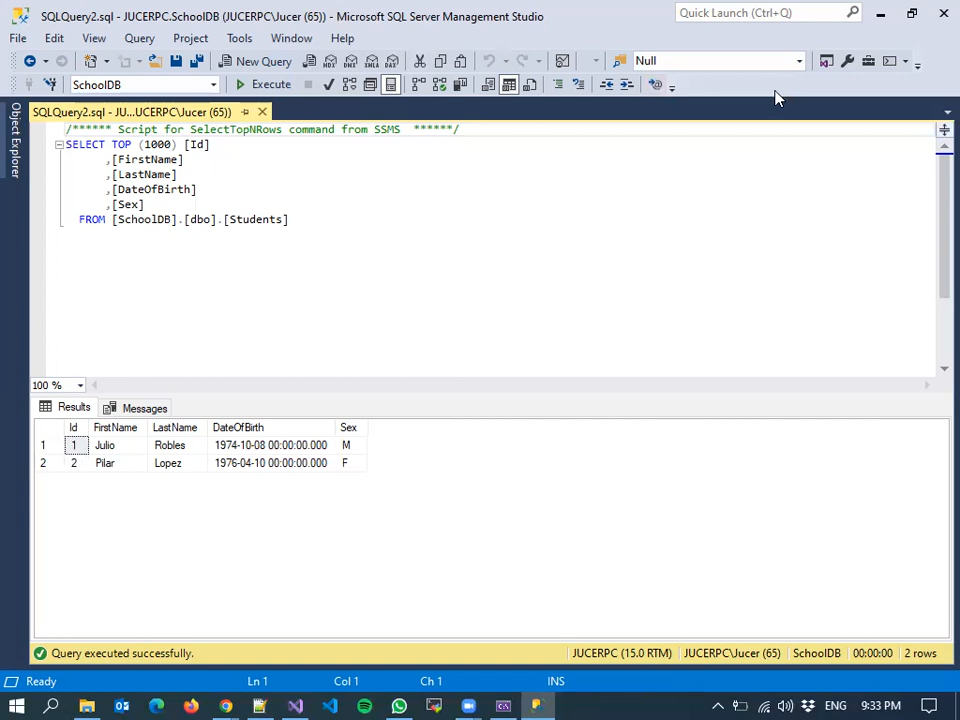 SQLQuery2.sql - JUCERPC.SchoolDB (JUCERPC\Jucer (65)) - Microsoft SQL Server Management Studio
Quick Launch (Ctrl+Q)
File Edit View Query Project Tools Window Help
New Query Null
SchoolDB Execute
SQLQuery2.sql - JU...UCERPC\Jucer (65))
Object Explorer
/****** Script for SelectTopNRows command from SSMS ******/
SELECT TOP (1000) [Id]
,[FirstName]
,[LastName]
,[DateOfBirth]
,[Sex]
FROM [SchoolDB].[dbo].[Students]
100 %
Results Messages
Id FirstName LastName DateOfBirth Sex
1 1 Julio Robles 1974-10-08 00:00:00.000 M
2 2 Pilar Lopez 1976-04-10 00:00:00.000 F
Query executed successfully. JUCERPC (15.0 RTM) JUCERPC\Jucer (65) SchoolDB 00:00:00 2 rows
Ready Ln 1 Col 1 Ch 1 INS
ENG 9:33 PM